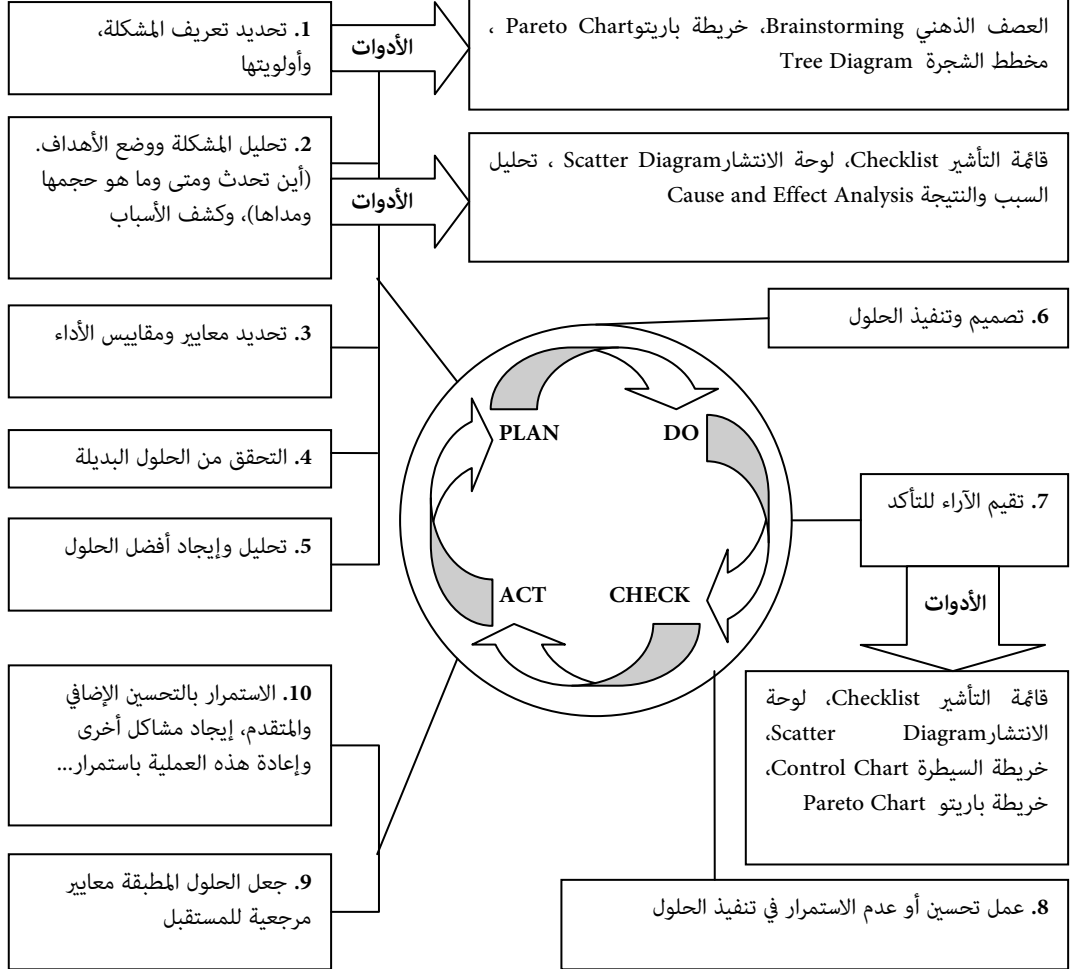 1. تحديد تعريف المشكلة،
وأولويتها
الأدوات
العصف الذهني Brainstorming، خريطة باريتوPareto Chart ،
مخطط الشجرة Tree Diagram
2. تحليل المشكلة ووضع الأهداف.
(أين تحدث ومتى وما هو حجمها
ومداها)، وكشف الأسباب
الأدوات
قائمة التأشير Checklist، لوحة الانتشارScatter Diagram ، تحليل
السبب والنتيجة Cause and Effect Analysis
3. تحديد معايير ومقاييس الأداء
4. التحقق من الحلول البديلة
5. تحليل وإيجاد أفضل الحلول
PLAN
DO
ACT
CHECK
6. تصميم وتنفيذ الحلول
7. تقيم الآراء للتأكد
الأدوات
قائمة التأشير Checklist، لوحة
الانتشارScatter Diagram،
خريطة السيطرة Control Chart،
خريطة باريتو Pareto Chart
8. عمل تحسين أو عدم الاستمرار في تنفيذ الحلول
10. الاستمرار بالتحسين الإضافي
والمتقدم، إيجاد مشاكل أخرى
وإعادة هذه العملية باستمرار...
9. جعل الحلول المطبقة معايير
مرجعية للمستقبل